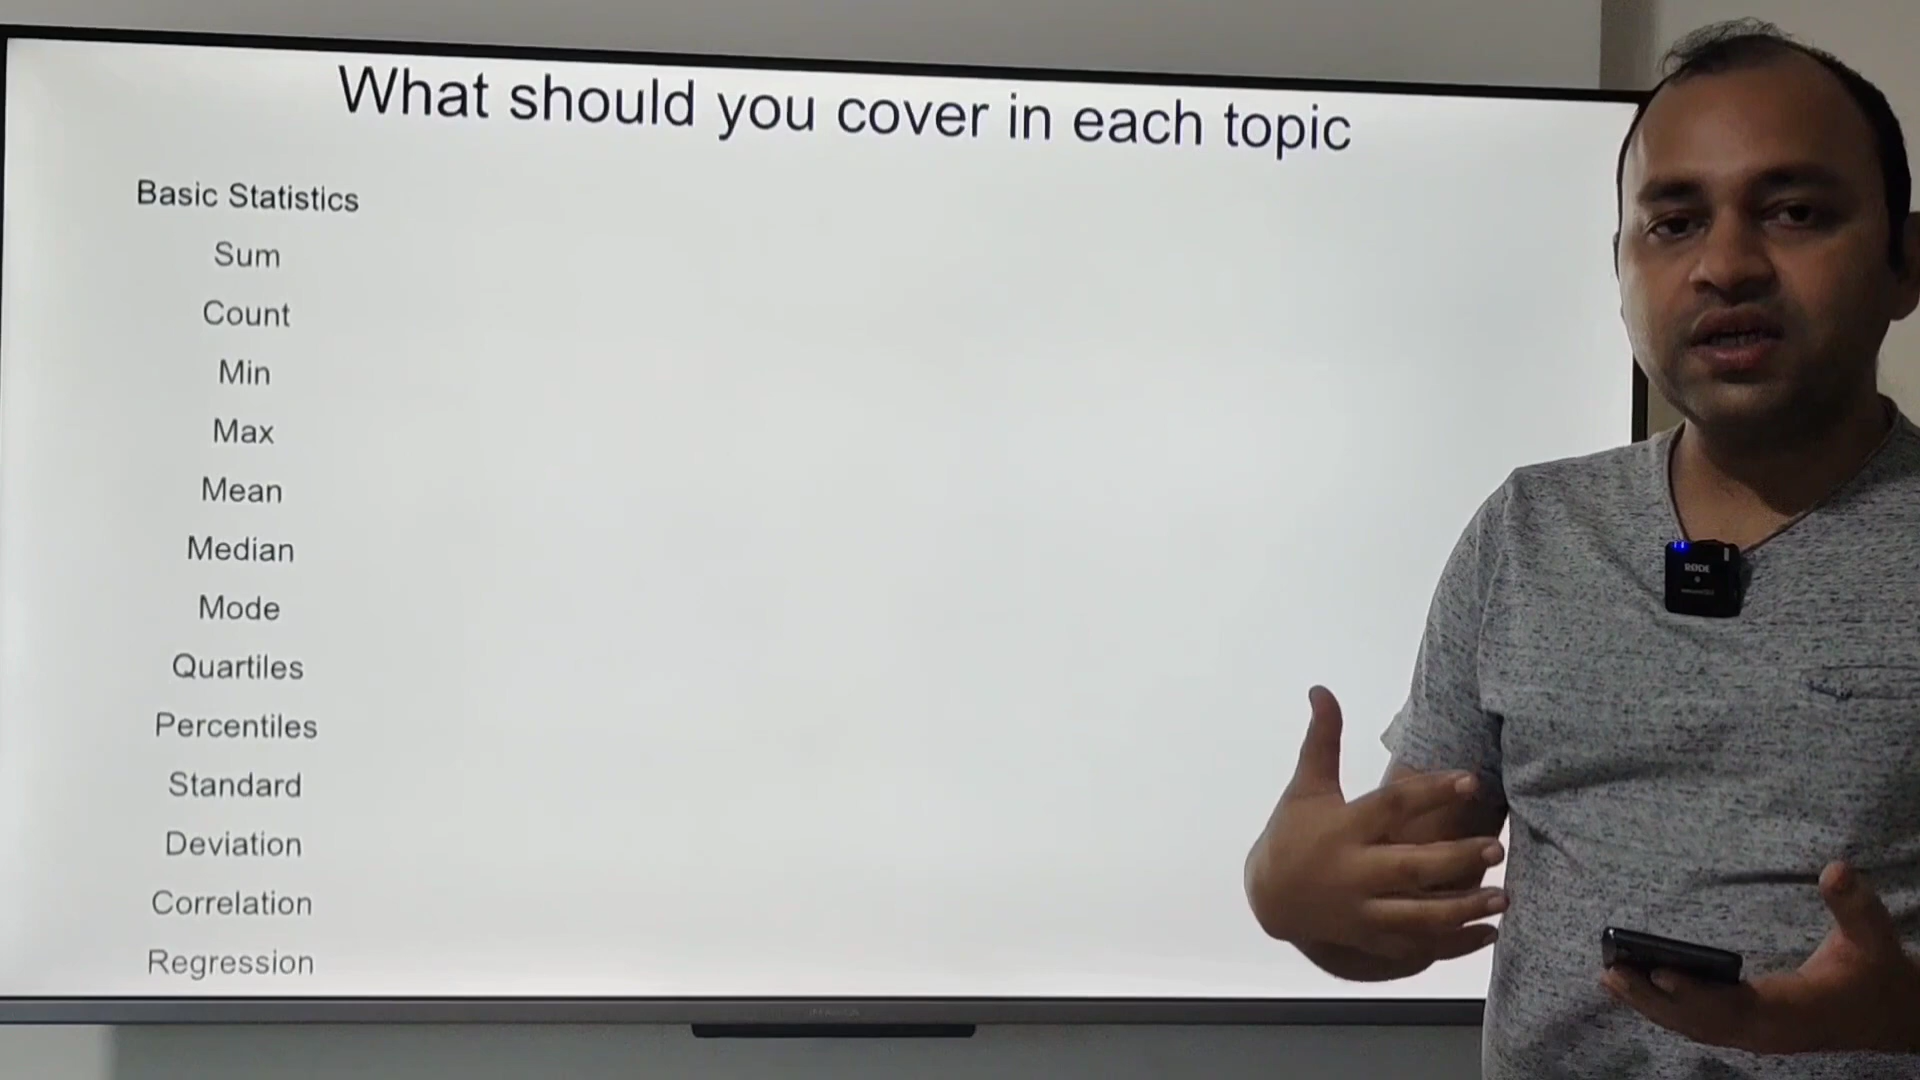 What should you cover in each topic
Basic Statistics
Sum
Count
Min
Max
Mean
Median
Mode
Quartiles
Percentiles
Standard
Deviation
Correlation
Regression
RØDE